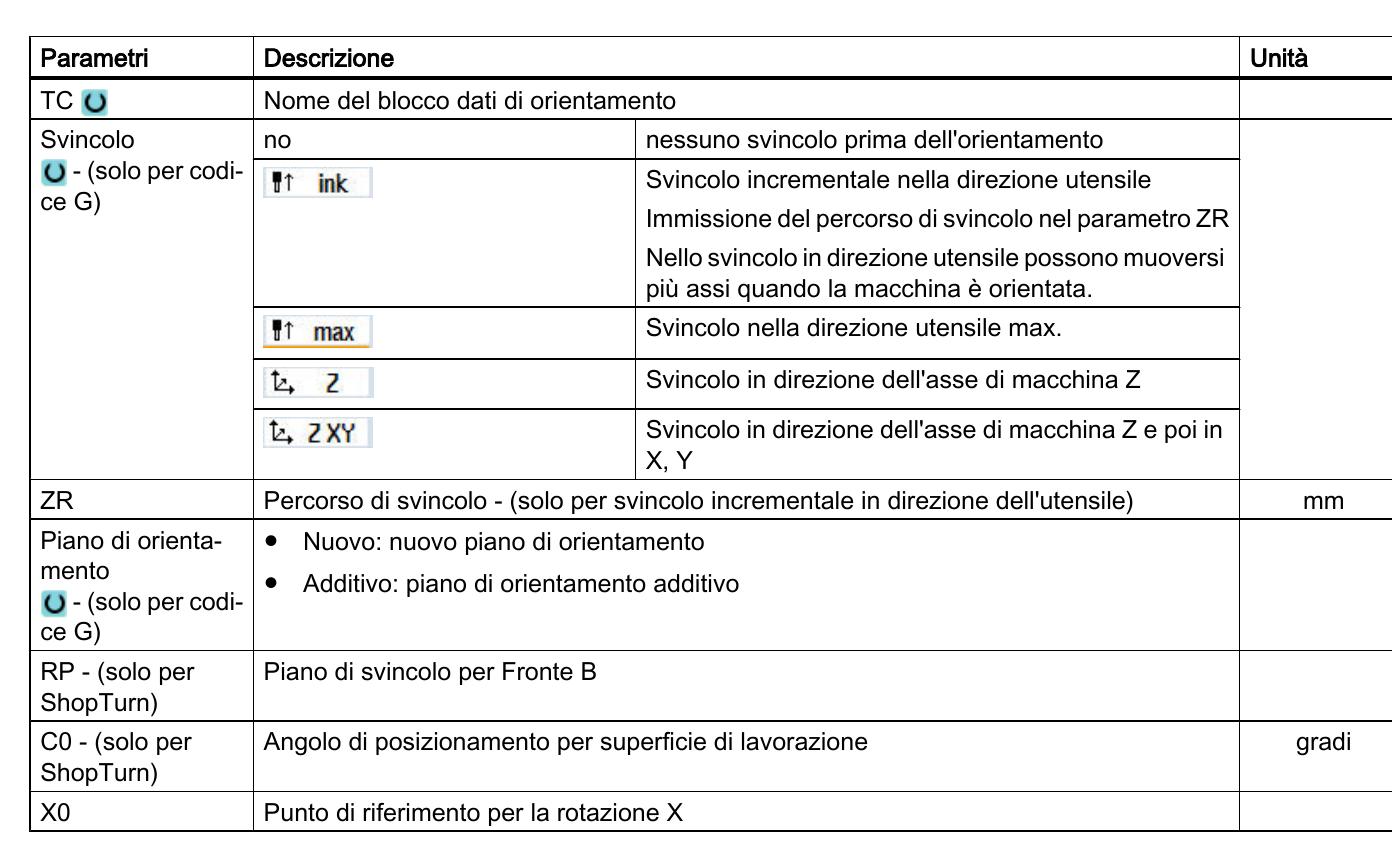 Parametri Descrizione Unità
TC Nome del blocco dati di orientamento
Svincolo no nessuno svincolo prima dell'orientamento
- (solo per codi-
ce G)
ink Svincolo incrementale nella direzione utensile
Immissione del percorso di svincolo nel parametro ZR
Nello svincolo in direzione utensile possono muoversi
più assi quando la macchina è orientata.
max Svincolo nella direzione utensile max.
Z Svincolo in direzione dell'asse di macchina Z
Z XY Svincolo in direzione dell'asse di macchina Z e poi in
X, Y
ZR Percorso di svincolo - (solo per svincolo incrementale in direzione dell'utensile) mm
Piano di orienta-
mento
- (solo per codi-
ce G)
• Nuovo: nuovo piano di orientamento
• Additivo: piano di orientamento additivo
RP - (solo per
ShopTurn)
Piano di svincolo per Fronte B
C0 - (solo per
ShopTurn)
Angolo di posizionamento per superficie di lavorazione gradi
X0 Punto di riferimento per la rotazione X